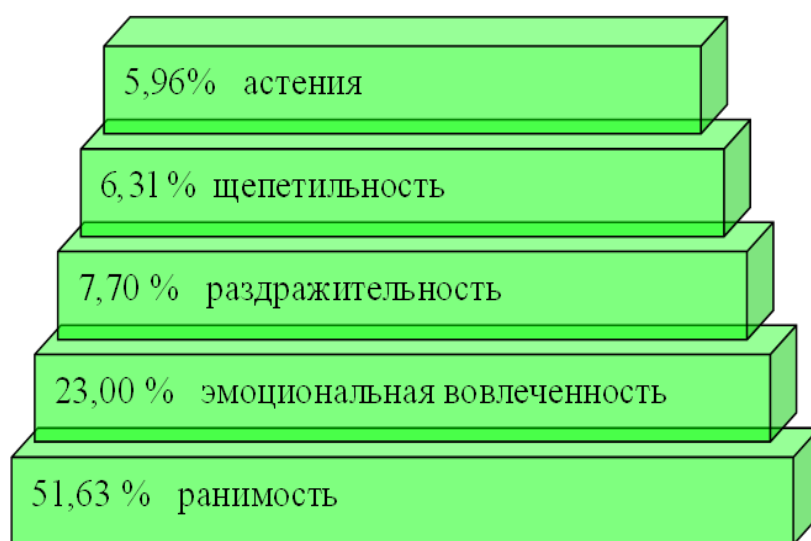 5,96% астения
6,31 % щепетильность
7,70 % раздражительность
23,00 % эмоциональная вовлеченность
51,63 % ранимость